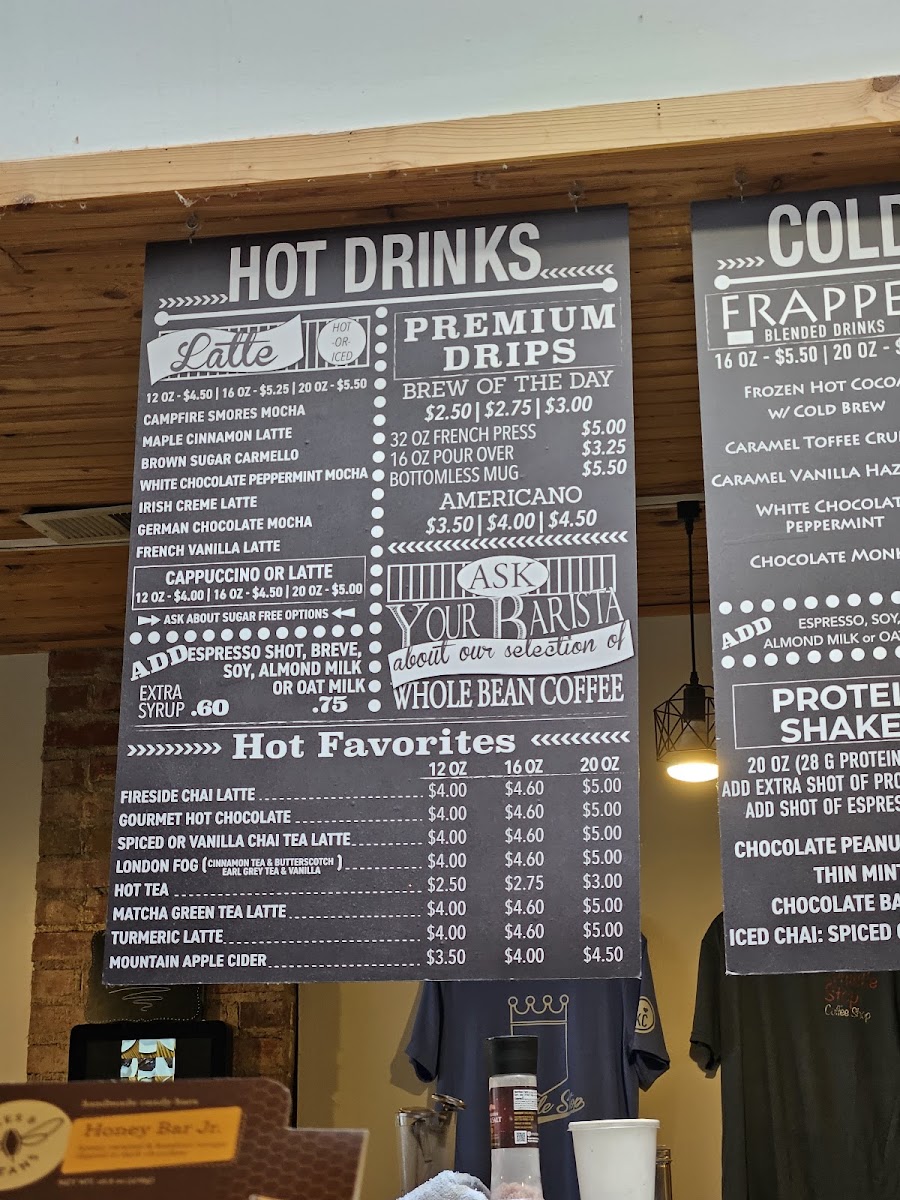 HOT DRINKS
Latte
HOT
-OR-
ICED
12 OZ - $4.50 | 16 OZ - $5.25 | 20 OZ - $5.50
CAMPFIRE SMORES MOCHA
MAPLE CINNAMON LATTE
BROWN SUGAR CARMELLO
WHITE CHOCOLATE PEPPERMINT MOCHA
IRISH CREME LATTE
GERMAN CHOCOLATE MOCHA
FRENCH VANILLA LATTE
CAPPUCCINO OR LATTE
12 OZ - $4.00 | 16 OZ - $4.50 | 20 OZ - $5.00
ASK ABOUT SUGAR FREE OPTIONS
ADD ESPRESSO SHOT, BREVE,
SOY, ALMOND MILK
OR OAT MILK
.75
EXTRA
SYRUP .60
PREMIUM
DRIPS
BREW OF THE DAY
$2.50 | $2.75 | $3.00
32 OZ FRENCH PRESS $5.00
16 OZ POUR OVER $3.25
BOTTOMLESS MUG $5.50
AMERICANO
$3.50 | $4.00 | $4.50
ASK
YOUR BARISTA
about our selection of
WHOLE BEAN COFFEE
Hot Favorites
12 OZ 16 OZ 20 OZ
FIRESIDE CHAI LATTE $4.00 $4.60 $5.00
GOURMET HOT CHOCOLATE $4.00 $4.60 $5.00
SPICED OR VANILLA CHAI TEA LATTE $4.00 $4.60 $5.00
LONDON FOG (CINNAMON TEA & BUTTERSCOTCH
EARL GREY TEA & VANILLA) $4.00 $4.60 $5.00
HOT TEA $2.50 $2.75 $3.00
MATCHA GREEN TEA LATTE $4.00 $4.60 $5.00
TURMERIC LATTE $4.00 $4.60 $5.00
MOUNTAIN APPLE CIDER $3.50 $4.00 $4.50
COLD
FRAPPE
BLENDED DRINKS
16 OZ - $5.50 | 20 OZ - $
FROZEN HOT COCOA
W/ COLD BREW
CARAMEL TOFFEE CRU
CARAMEL VANILLA HAZ
WHITE CHOCOLAT
PEPPERMINT
CHOCOLATE MONK
ADD
ESPRESSO, SOY,
ALMOND MILK OR OA
PROTEI
SHAKE
20 OZ (28 G PROTEIN
ADD EXTRA SHOT OF PRO
ADD SHOT OF ESPRES
CHOCOLATE PEANU
THIN MIN
CHOCOLATE BA
ICED CHAI: SPICED
KC
Stop
Coffee Shop
handmade candy bars
Honey Bar Jr.